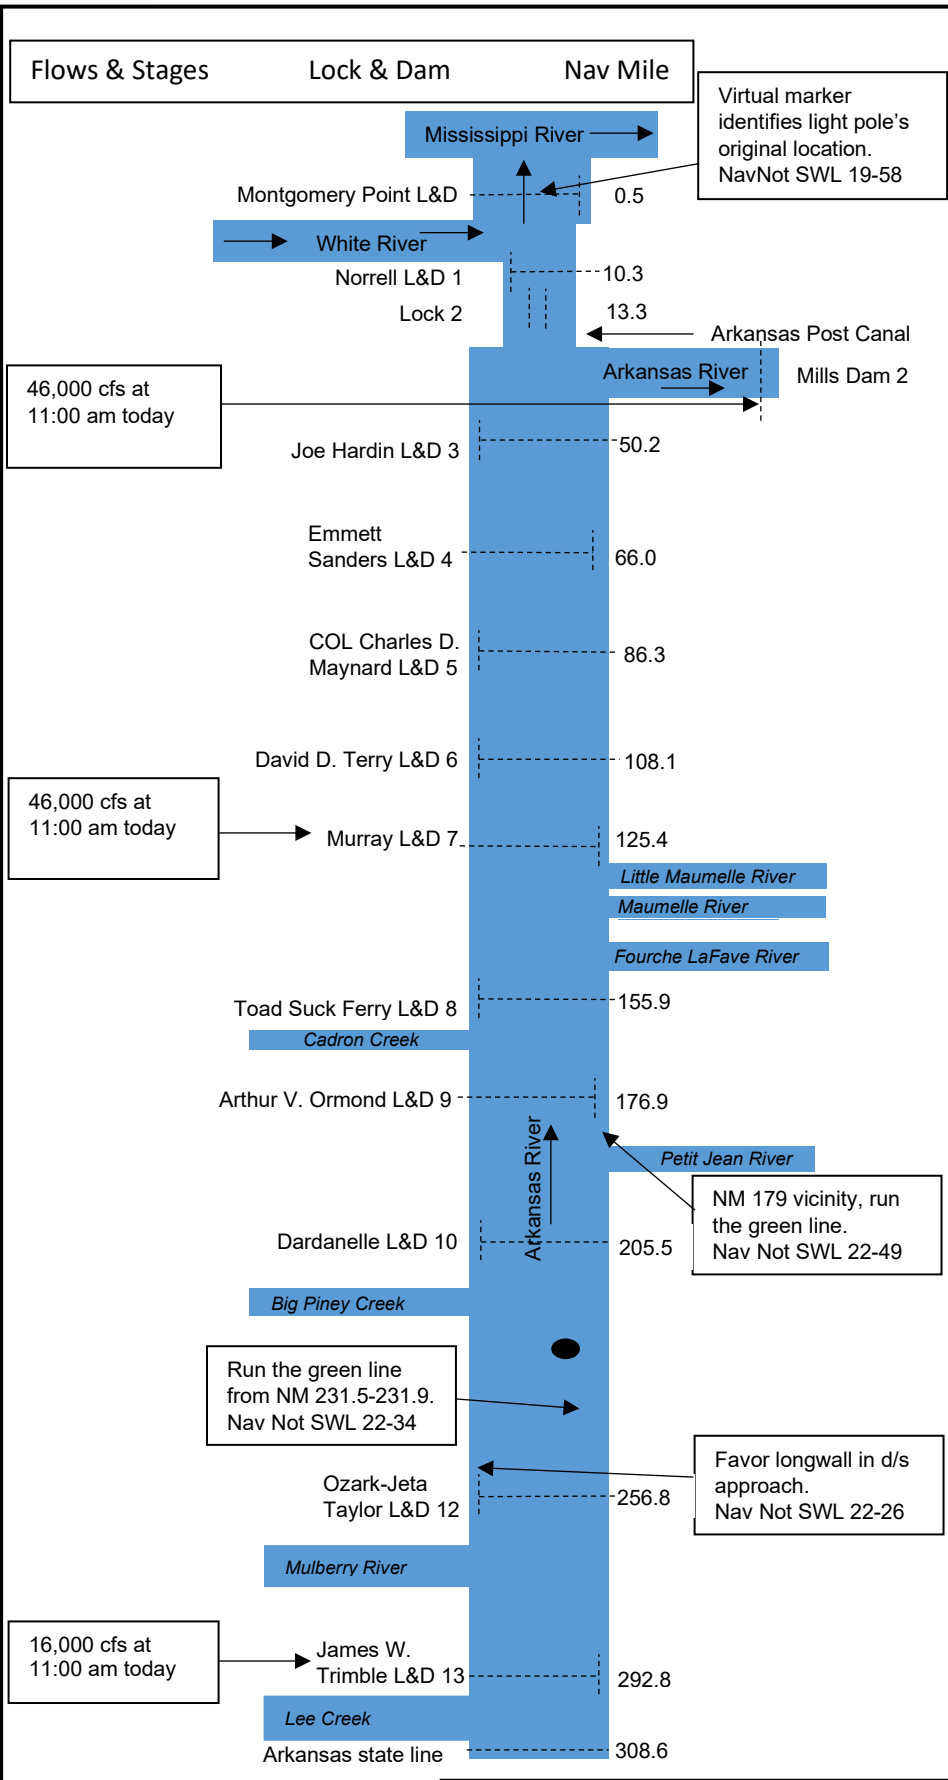 Flows & Stages Lock & Dam Nav Mile
Virtual marker
identifies light pole's
original location.
NavNot SWL 19-58
Mississippi River
Montgomery Point L&D 0.5
White River
Norrell L&D 1 10.3
Lock 2 13.3
Arkansas Post Canal
Arkansas River Mills Dam 2
46,000 cfs at
11:00 am today
Joe Hardin L&D 3 50.2
Emmett
Sanders L&D 4 66.0
COL Charles D.
Maynard L&D 5 86.3
David D. Terry L&D 6 108.1
46,000 cfs at
11:00 am today
Murray L&D 7 125.4
Little Maumelle River
Maumelle River
Fourche LaFave River
Toad Suck Ferry L&D 8 155.9
Cadron Creek
Arthur V. Ormond L&D 9 176.9
Arkansas River
Petit Jean River
NM 179 vicinity, run
the green line.
Nav Not SWL 22-49
Dardanelle L&D 10 205.5
Big Piney Creek
Run the green line
from NM 231.5-231.9.
Nav Not SWL 22-34
Favor longwall in d/s
approach.
Nav Not SWL 22-26
Ozark-Jeta
Taylor L&D 12 256.8
Mulberry River
16,000 cfs at
11:00 am today
James W.
Trimble L&D 13 292.8
Lee Creek
Arkansas state line 308.6